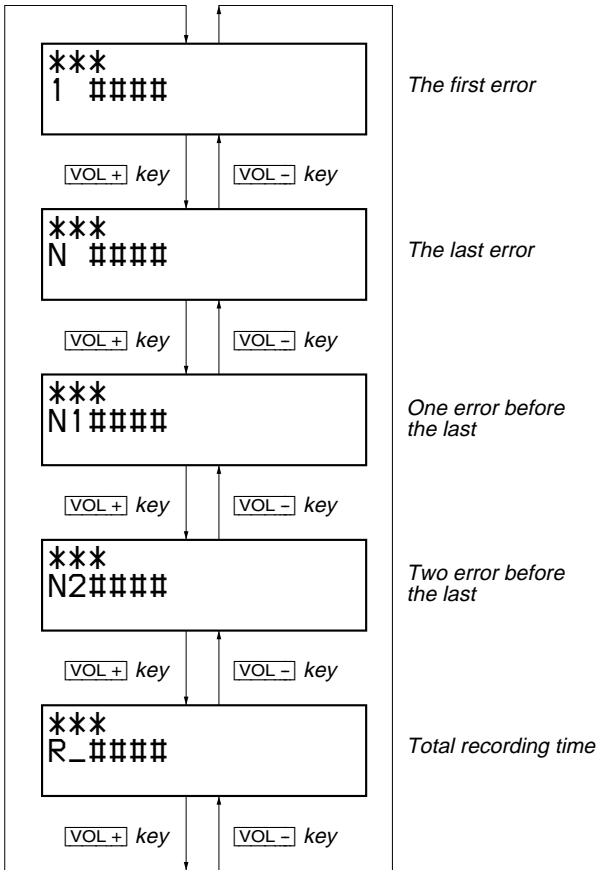 ***
1 ####
The first error
VOL + key VOL – key
***
N ####
The last error
VOL + key VOL – key
***
N1####
One error before
the last
VOL + key VOL – key
***
N2####
Two error before
the last
VOL + key VOL – key
***
R_####
Total recording time
VOL + key VOL – key